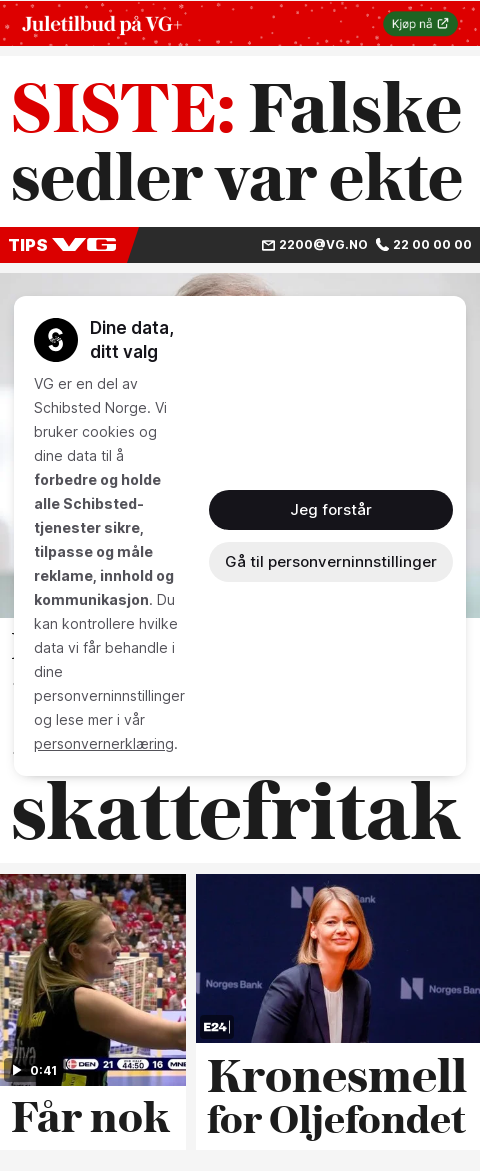 Juletilbud på VG+
Kjøp nå
SISTE: Falske
sedler var ekte
TIPS VG
2200@VG.NO 22 00 00 00
Dine data,
ditt valg
VG er en del av
Schibsted Norge. Vi
bruker cookies og
dine data til å
forbedre og holde
alle Schibsted-
tjenester sikre,
tilpasse og måle
reklame, innhold og
kommunikasjon. Du
kan kontrollere hvilke
data vi får behandle i
dine
personverninnstillinger
og lese mer i vår
personvernerklæring.
Jeg forstår
Gå til personverninnstillinger
skattefritak
DEN 21 44:50 16 MNE
0:41
Får nok
Norges Bank
Norges Bank
E24
Kronesmell
for Oljefondet